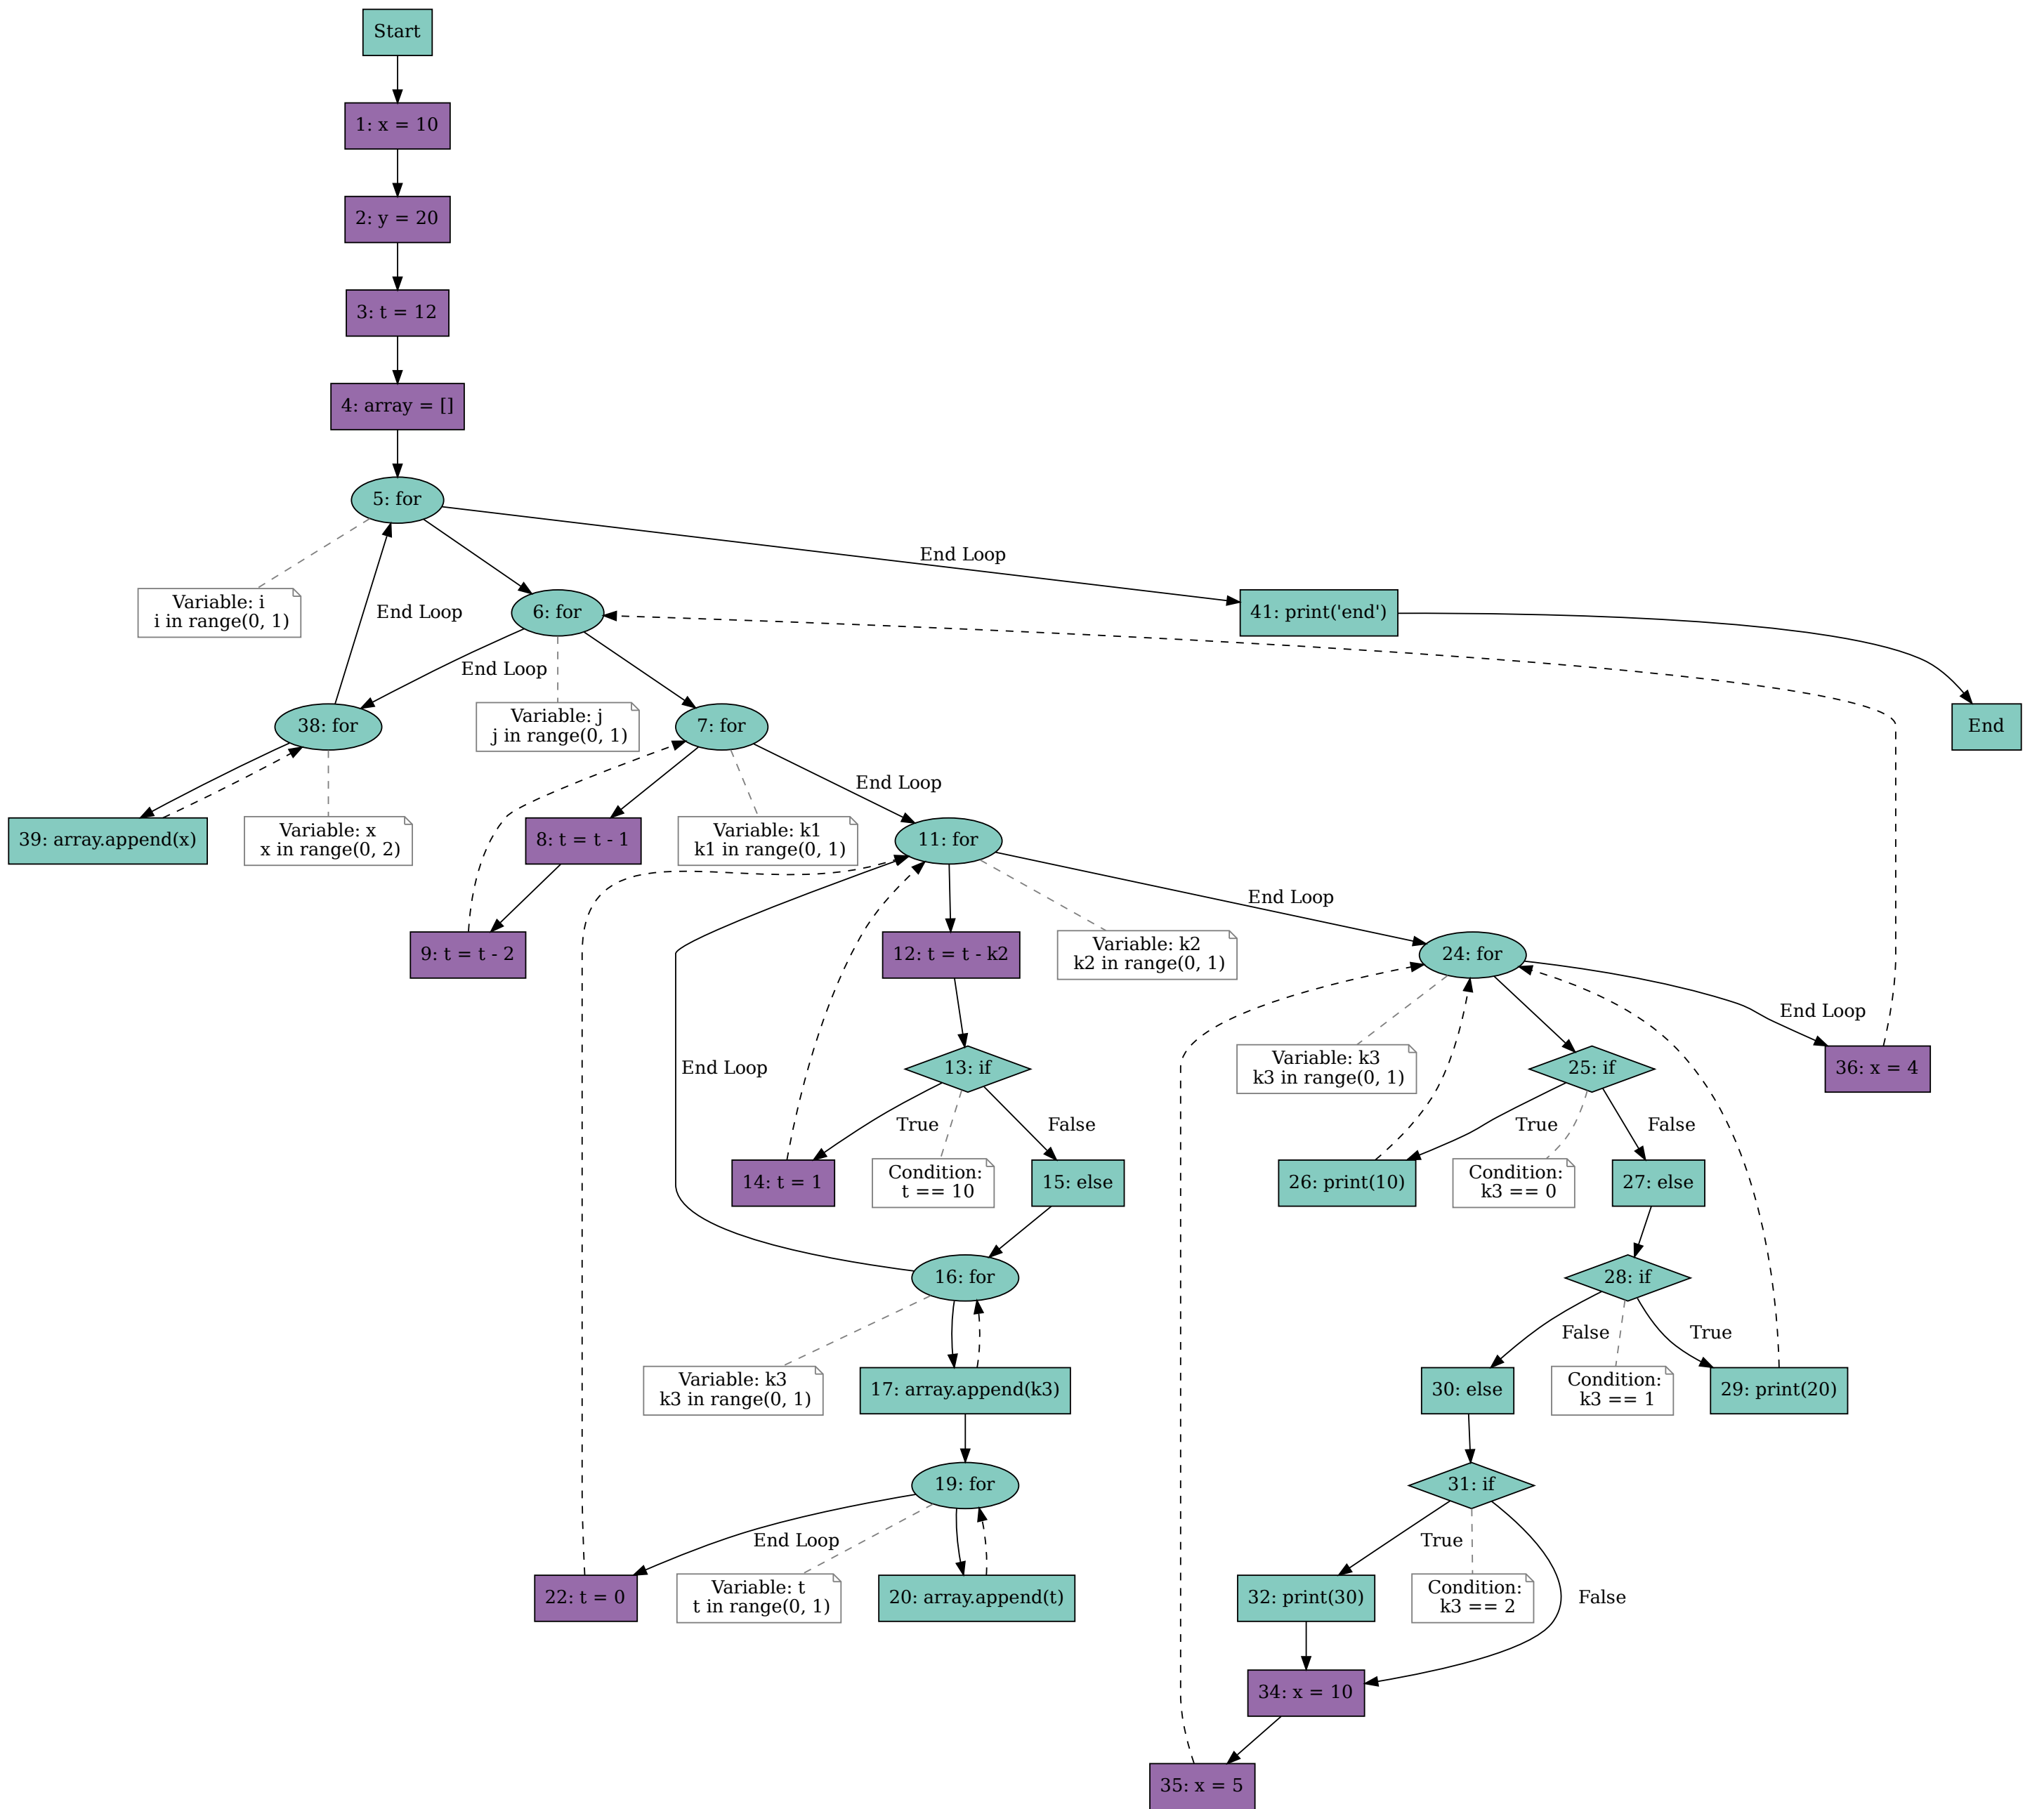 Start
1: x = 10
2: y = 20
3: t = 12
4: array = []
5: for
End Loop
Variable: i
i in range(0, 1)
End Loop
6: for
41: print('end')
End Loop
38: for
Variable: j
j in range(0, 1)
7: for
End
End Loop
39: array.append(x)
Variable: x
x in range(0, 2)
8: t = t - 1
Variable: k1
k1 in range(0, 1)
11: for
End Loop
9: t = t - 2
12: t = t - k2
Variable: k2
k2 in range(0, 1)
24: for
End Loop
End Loop
13: if
Variable: k3
k3 in range(0, 1)
25: if
36: x = 4
True
False
True
False
14: t = 1
Condition:
t == 10
15: else
26: print(10)
Condition:
k3 == 0
27: else
16: for
28: if
False
True
Variable: k3
k3 in range(0, 1)
17: array.append(k3)
30: else
Condition:
k3 == 1
29: print(20)
19: for
31: if
End Loop
True
22: t = 0
Variable: t
t in range(0, 1)
20: array.append(t)
32: print(30)
Condition:
k3 == 2
False
34: x = 10
35: x = 5